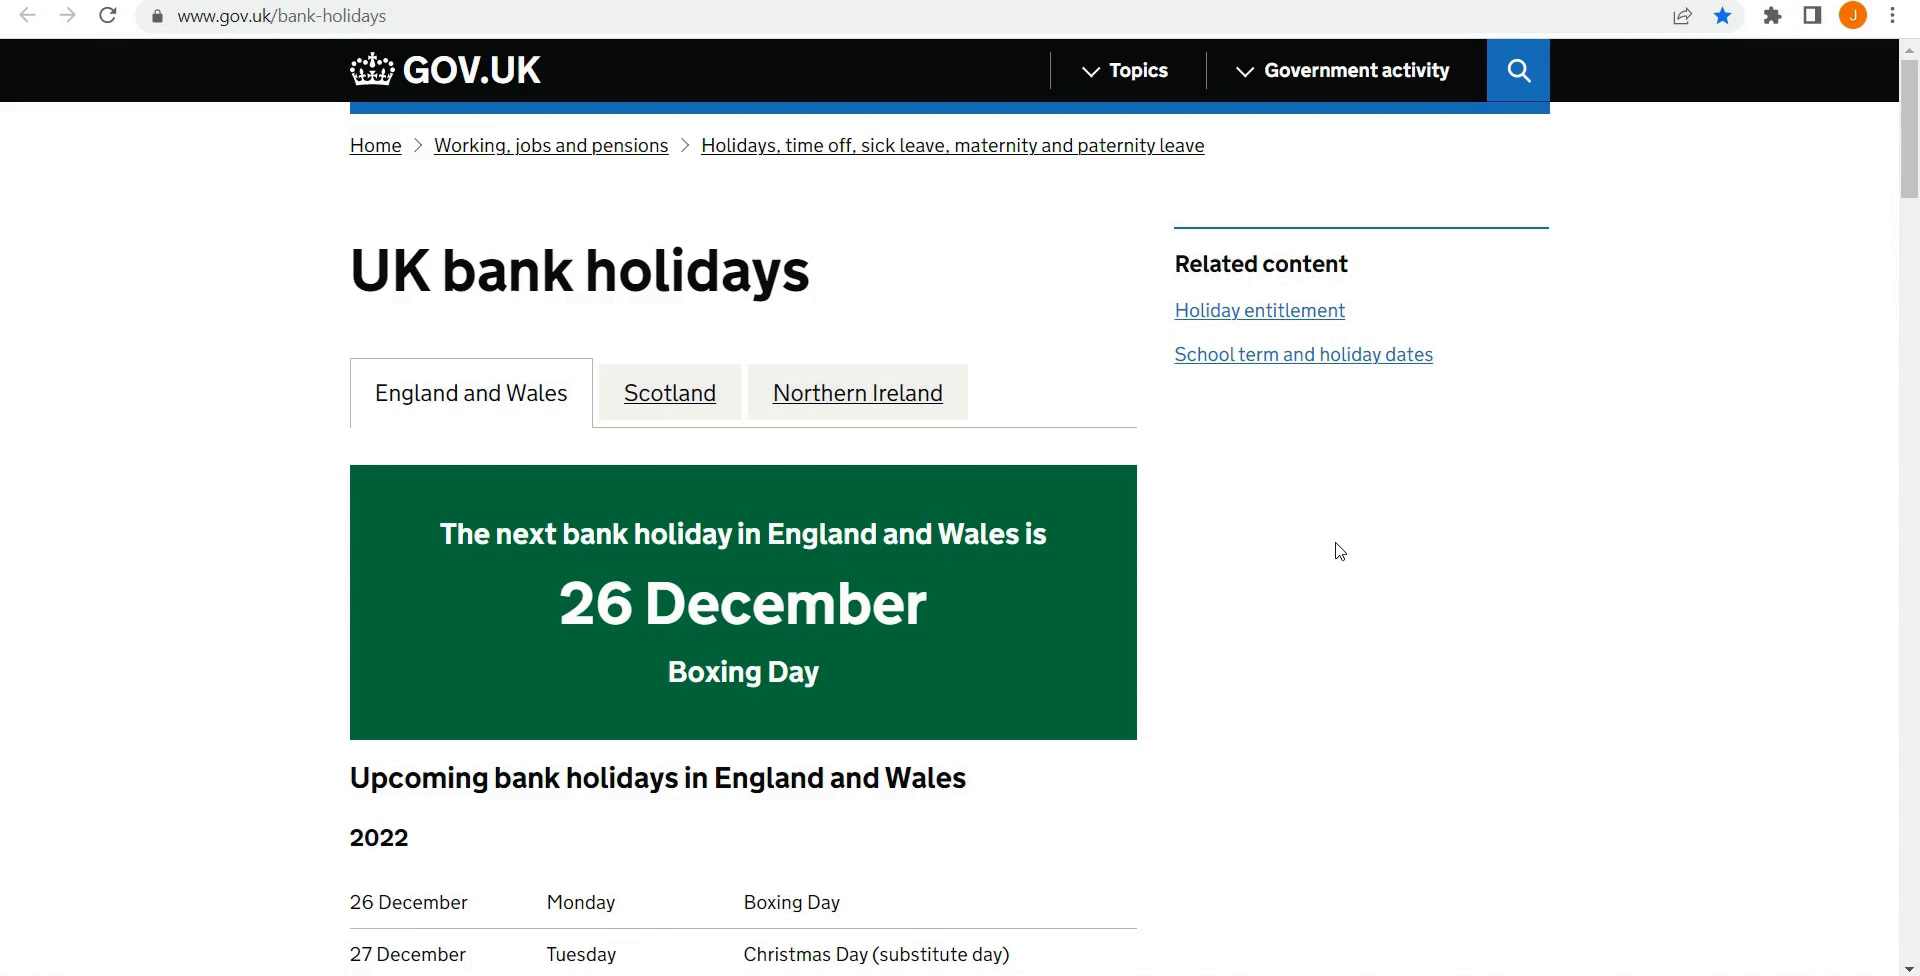 www.gov.uk/bank-holidays
J
GOV.UK
Topics
Government activity
Home > Working, jobs and pensions > Holidays, time off, sick leave, maternity and paternity leave
UK bank holidays
Related content
Holiday entitlement
School term and holiday dates
England and Wales
Scotland
Northern Ireland
The next bank holiday in England and Wales is
26 December
Boxing Day
Upcoming bank holidays in England and Wales
2022
26 December Monday Boxing Day
27 December Tuesday Christmas Day (substitute day)